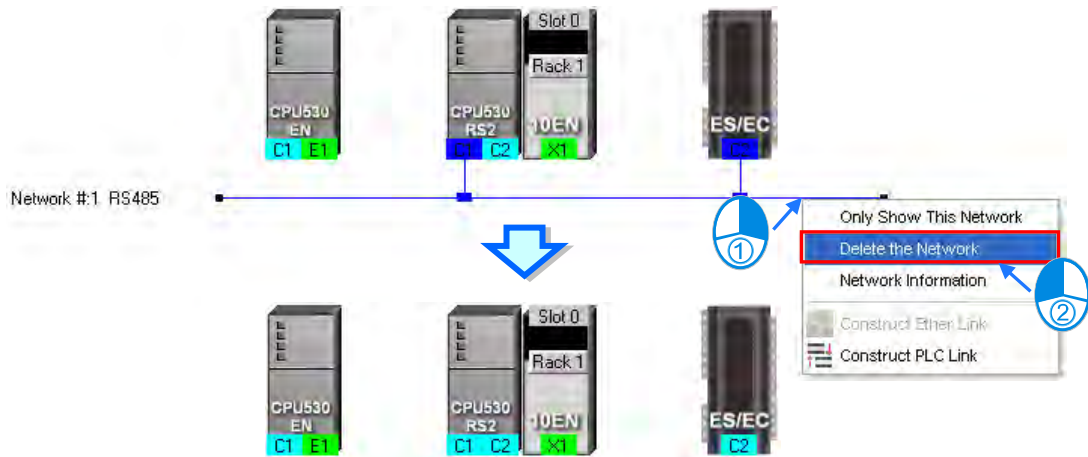 Slot 0
Rack 1
CPU530
EN
C1 E1
CPU530
RS2
C1 C2
10EN
X1
ES/EC
C2
Network #:1 RS485
①
Only Show This Network
Delete the Network
Network Information
Construct Ether Link
Construct PLC Link
②
Slot 0
Rack 1
CPU530
EN
C1 E1
CPU530
RS2
C1 C2
10EN
X1
ES/EC
C2